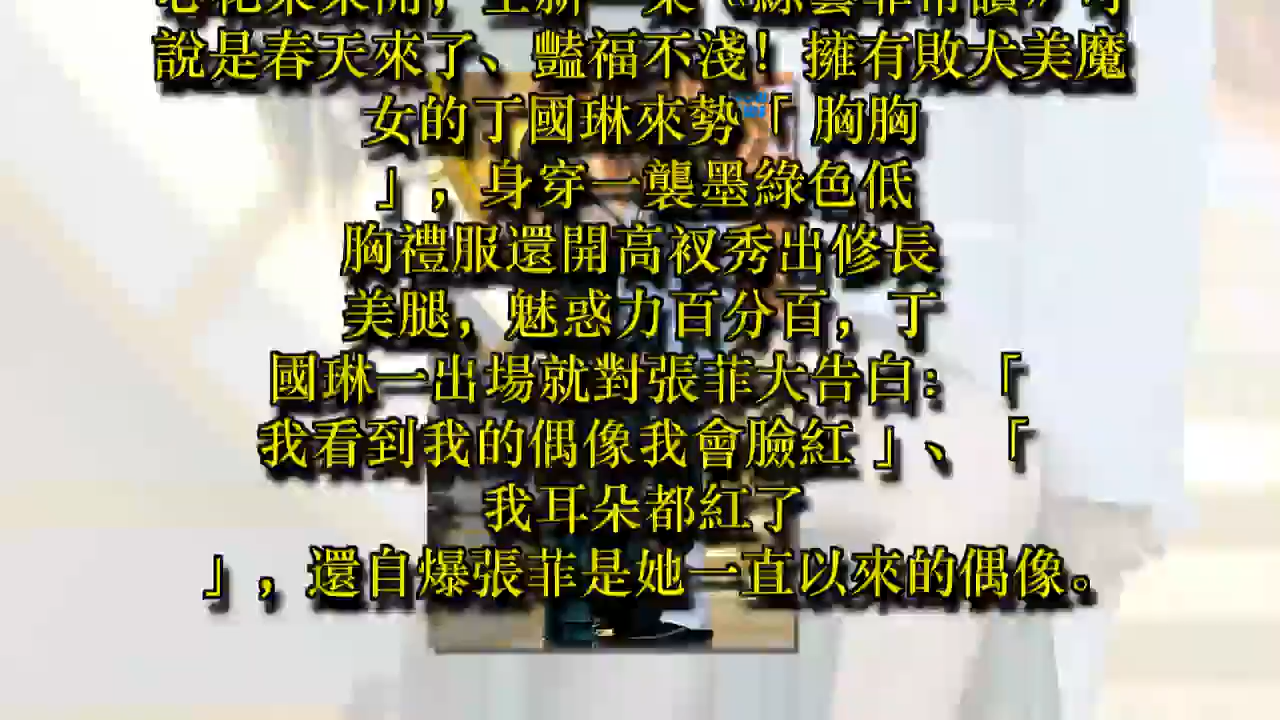 說是春天來了、豔福不淺！擁有敗犬美魔
女的丁國琳來勢「 胸胸
」，身穿一襲墨綠色低
胸禮服還開高衩秀出修長
美腿，魅惑力百分百，丁
國琳一出場就對張菲大告白：「
我看到我的偶像我會臉紅 」、「
我耳朵都紅了
」，還自爆張菲是她一直以來的偶像。